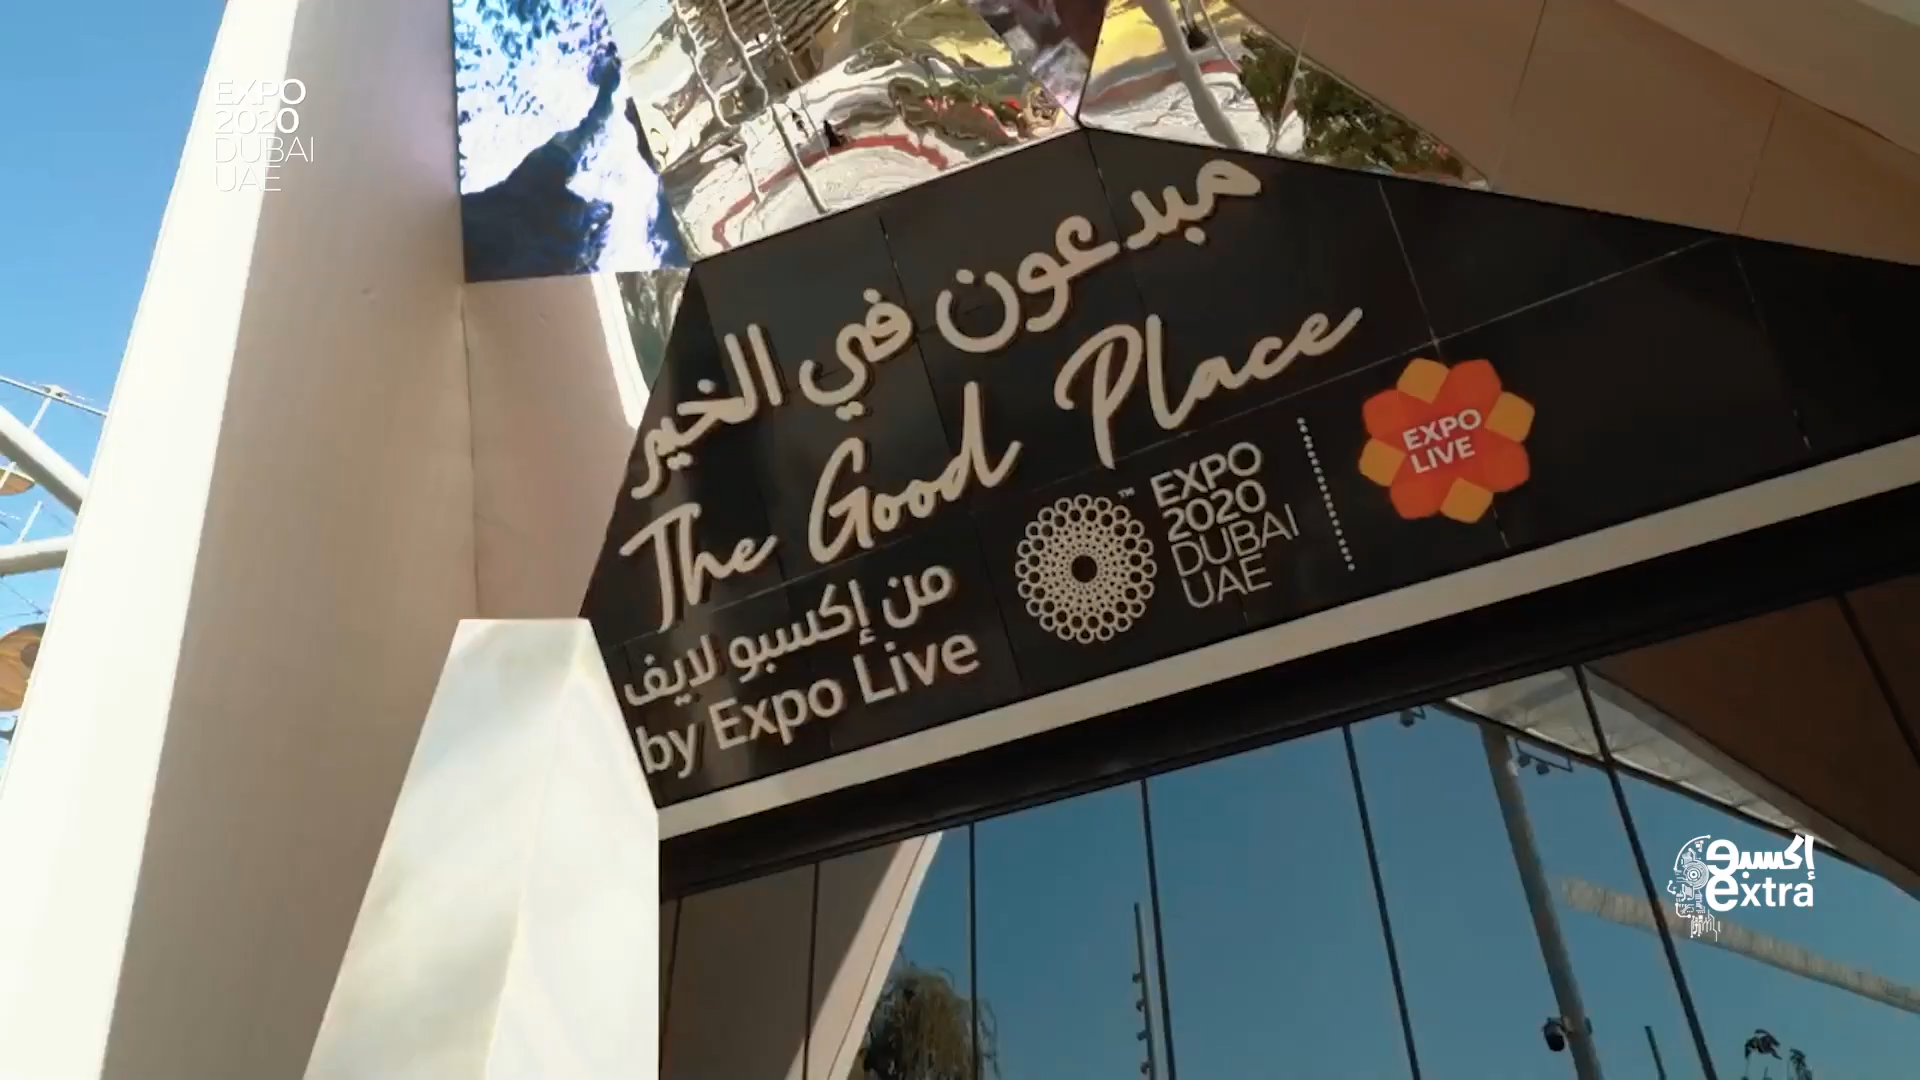 EXPO
2020
DUBAI
UAE
مبدعون في الخير
The Good Place
من إكسبو لايف
by Expo Live
EXPO
2020
DUBAI
UAE
™
EXPO
LIVE
إكسبو
extra